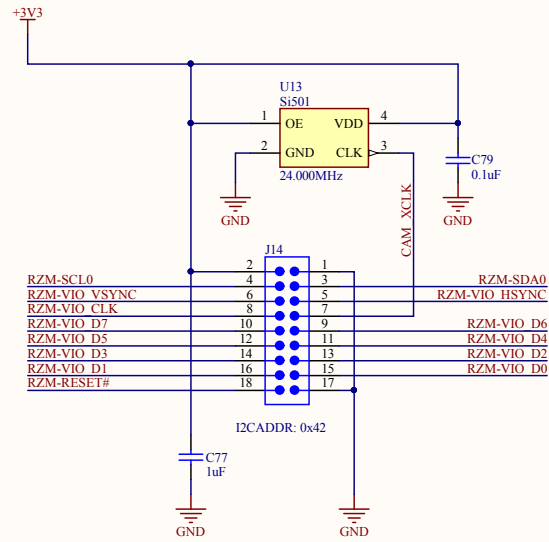 +3V3
U13
Si501
1 OE VDD 4
2 GND CLK 3
24.000MHz
C79
0.1uF
GND
GND
CAM_XCLK
J14
2 1
RZM-SCL0 4 3 RZM-SDA0
RZM-VIO_VSYNC 6 5 RZM-VIO_HSYNC
RZM-VIO_CLK 8 7
RZM-VIO_D7 10 9 RZM-VIO_D6
RZM-VIO_D5 12 11 RZM-VIO_D4
RZM-VIO_D3 14 13 RZM-VIO_D2
RZM-VIO_D1 16 15 RZM-VIO_D0
RZM-RESET# 18 17
I2CADDR: 0x42
C77
1uF
GND
GND